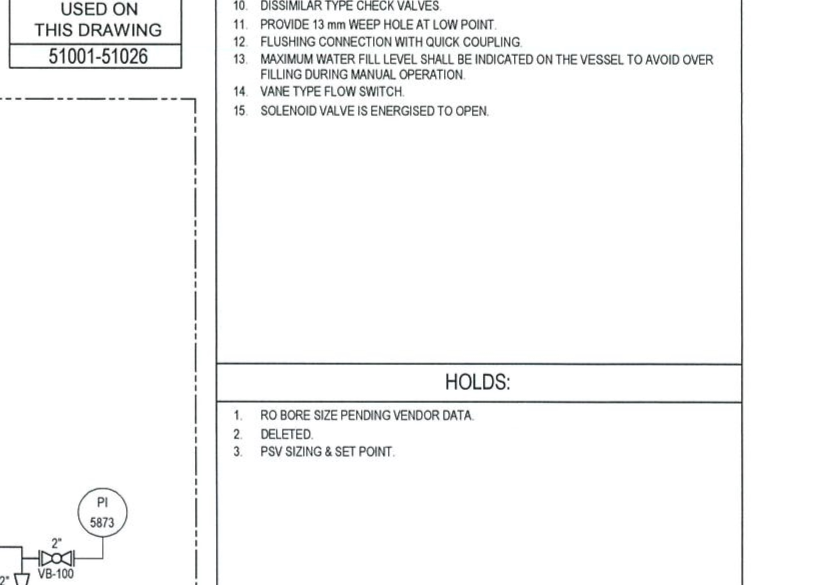 USED ON
THIS DRAWING
51001-51026
10. DISSIMILAR TYPE CHECK VALVES.
11. PROVIDE 13 mm WEEP HOLE AT LOW POINT.
12. FLUSHING CONNECTION WITH QUICK COUPLING.
13. MAXIMUM WATER FILL LEVEL SHALL BE INDICATED ON THE VESSEL TO AVOID OVER
FILLING DURING MANUAL OPERATION.
14. VANE TYPE FLOW SWITCH.
15. SOLENOID VALVE IS ENERGISED TO OPEN.
HOLDS:
1. RO BORE SIZE PENDING VENDOR DATA.
2. DELETED.
3. PSV SIZING & SET POINT.
PI
5873
2"
VB-100
2"